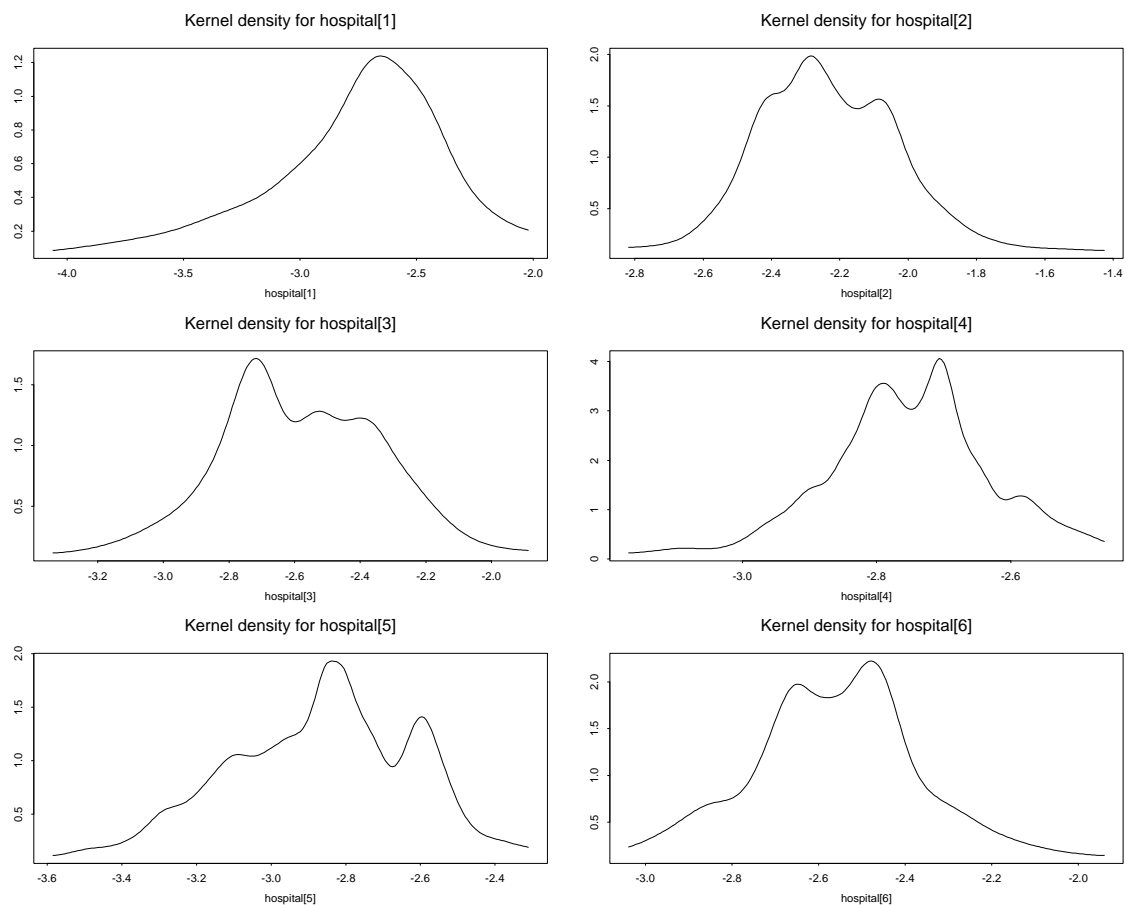 Kernel density for hospital[1]
1.2
1.0
0.8
0.6
0.4
0.2
-4.0 -3.5 -3.0 -2.5 -2.0
hospital[1]
Kernel density for hospital[2]
2.0
1.5
1.0
0.5
-2.8 -2.6 -2.4 -2.2 -2.0 -1.8 -1.6 -1.4
hospital[2]
Kernel density for hospital[3]
1.5
1.0
0.5
-3.2 -3.0 -2.8 -2.6 -2.4 -2.2 -2.0
hospital[3]
Kernel density for hospital[4]
4
3
2
1
0
-3.0 -2.8 -2.6
hospital[4]
Kernel density for hospital[5]
2.0
1.5
1.0
0.5
-3.6 -3.4 -3.2 -3.0 -2.8 -2.6 -2.4
hospital[5]
Kernel density for hospital[6]
2.0
1.5
1.0
0.5
-3.0 -2.8 -2.6 -2.4 -2.2 -2.0
hospital[6]